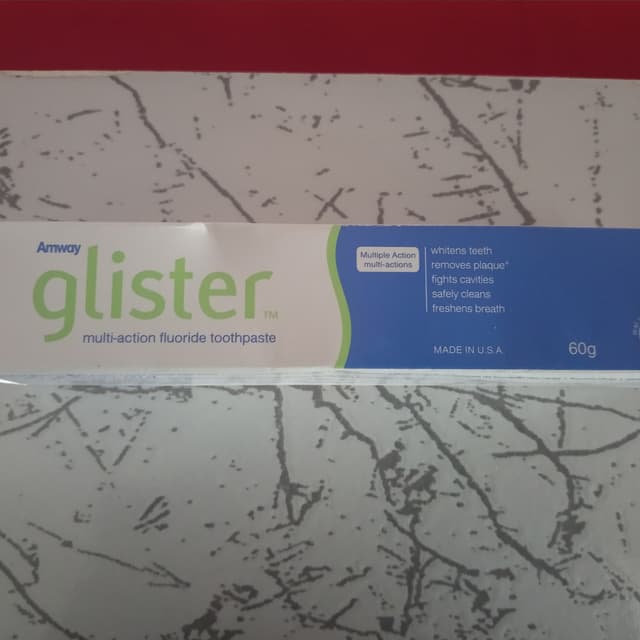 Amway
glister™
multi-action fluoride toothpaste
Multiple Action
multi-actions
whitens teeth
removes plaque*
fights cavities
safely cleans
freshens breath
MADE IN U.S.A.
60g